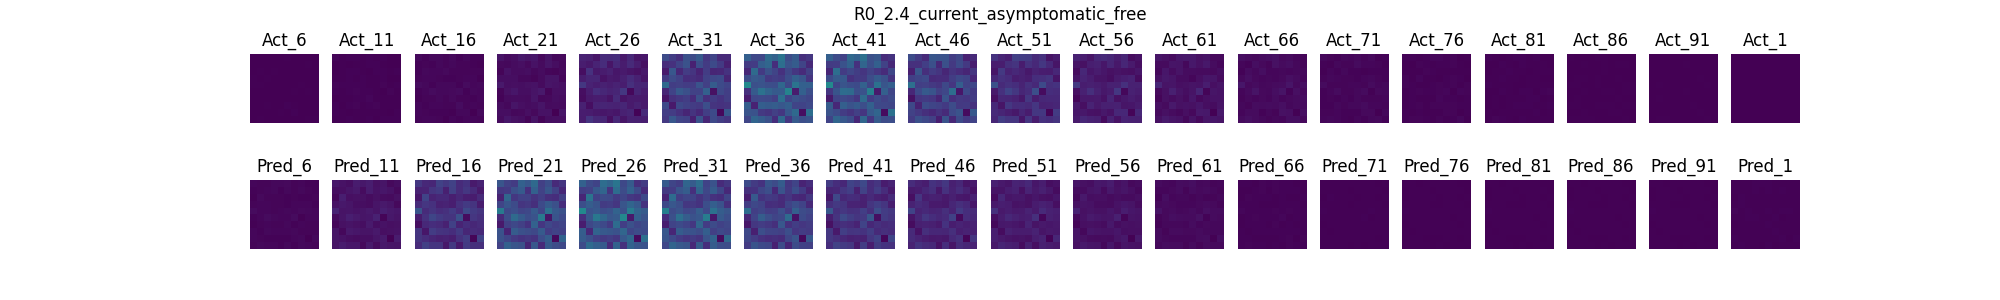 R0_2.4_current_asymptomatic_free
Act_6 Act_11 Act_16 Act_21 Act_26 Act_31 Act_36 Act_41 Act_46 Act_51 Act_56 Act_61 Act_66 Act_71 Act_76 Act_81 Act_86 Act_91 Act_1
Pred_6 Pred_11 Pred_16 Pred_21 Pred_26 Pred_31 Pred_36 Pred_41 Pred_46 Pred_51 Pred_56 Pred_61 Pred_66 Pred_71 Pred_76 Pred_81 Pred_86 Pred_91 Pred_1